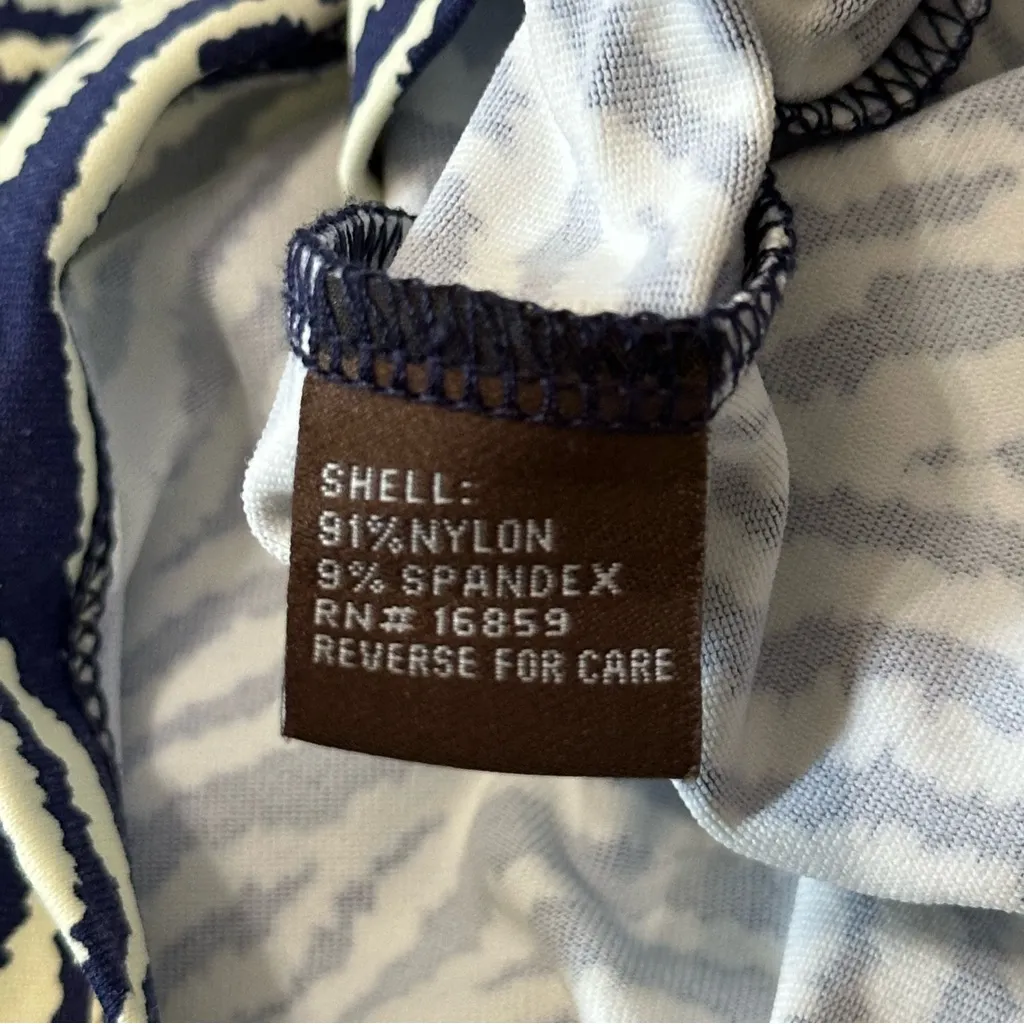 SHELL:
91%NYLON
9% SPANDEX
RN# 16859
REVERSE FOR CARE